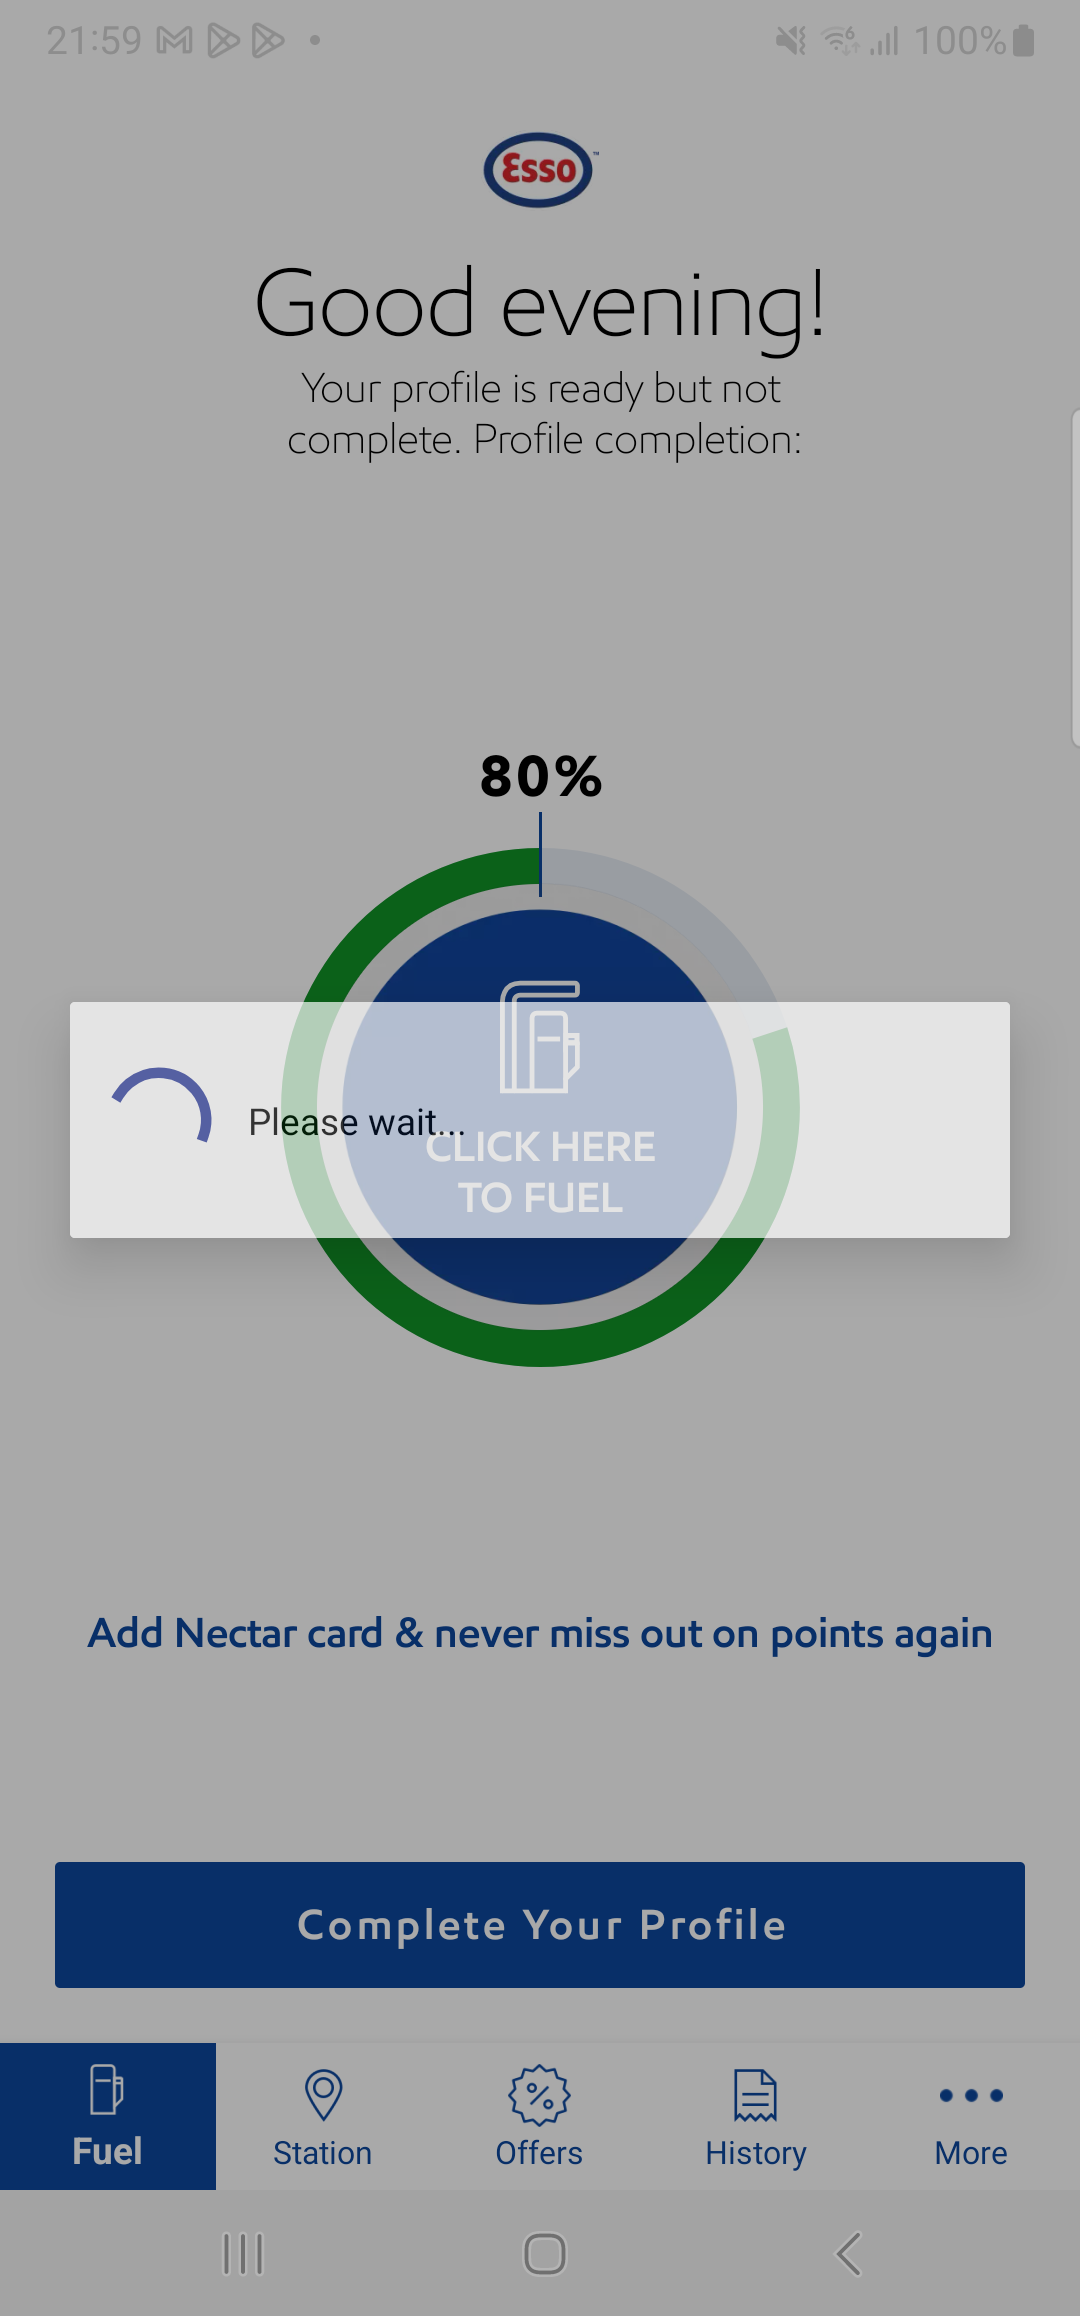 21:59
6
100%
Esso
Good evening!
Your profile is ready but not
complete. Profile completion:
80%
Please wait...
CLICK HERE
TO FUEL
Add Nectar card & never miss out on points again
Complete Your Profile
Fuel
Station
Offers
History
More